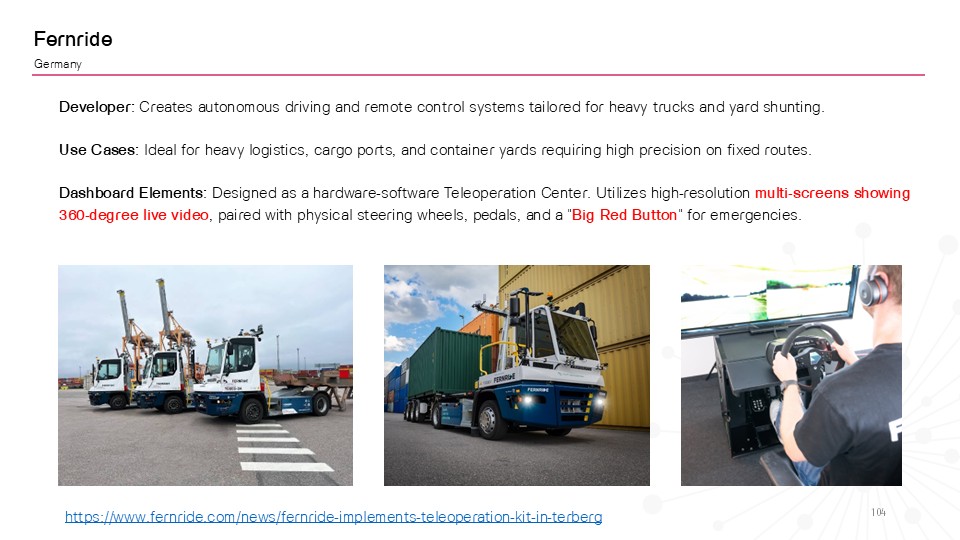 Fernride
Germany
Developer: Creates autonomous driving and remote control systems tailored for heavy trucks and yard shunting.
Use Cases: Ideal for heavy logistics, cargo ports, and container yards requiring high precision on fixed routes.
Dashboard Elements: Designed as a hardware-software Teleoperation Center. Utilizes high-resolution multi-screens showing
360-degree live video, paired with physical steering wheels, pedals, and a "Big Red Button" for emergencies.
FERNRIDE
FERNRIDE
https://www.fernride.com/news/fernride-implements-teleoperation-kit-in-terberg
104